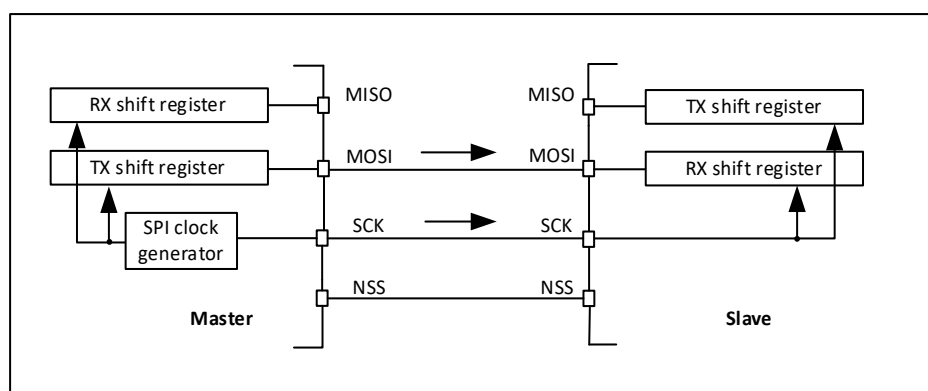 MISO MISO
RX shift register TX shift register
MOSI MOSI
TX shift register RX shift register
SCK SCK
SPI clock
generator
NSS NSS
Master Slave